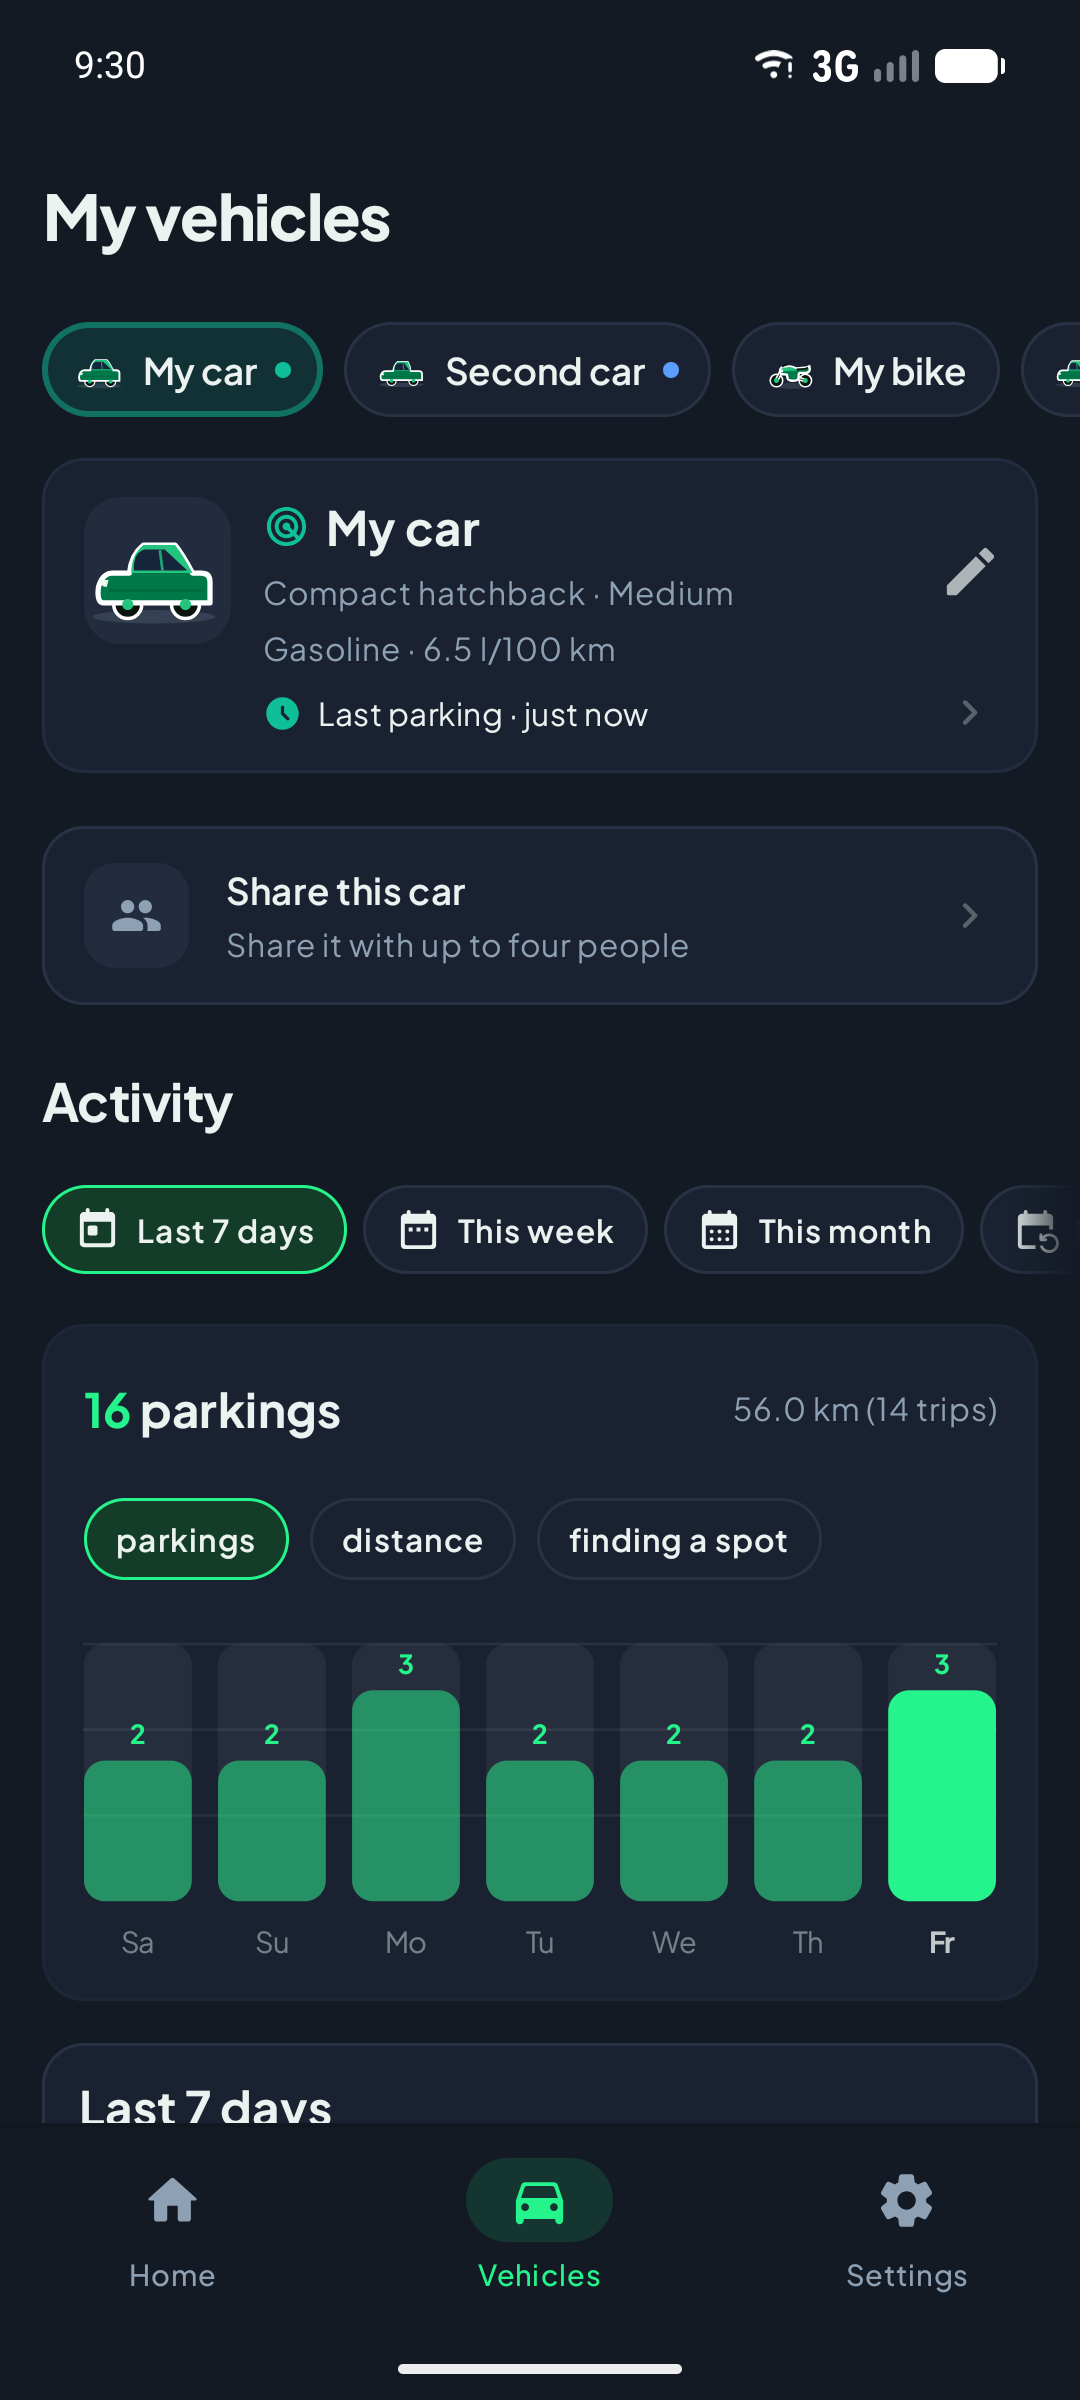 9:30
3G
My vehicles
My car
Second car
My bike
My car
Compact hatchback · Medium
Gasoline · 6.5 l/100 km
Last parking · just now
Share this car
Share it with up to four people
Activity
Last 7 days
This week
This month
16 parkings
56.0 km (14 trips)
parkings
distance
finding a spot
2
2
3
2
2
2
3
Sa
Su
Mo
Tu
We
Th
Fr
Last 7 days
Home
Vehicles
Settings